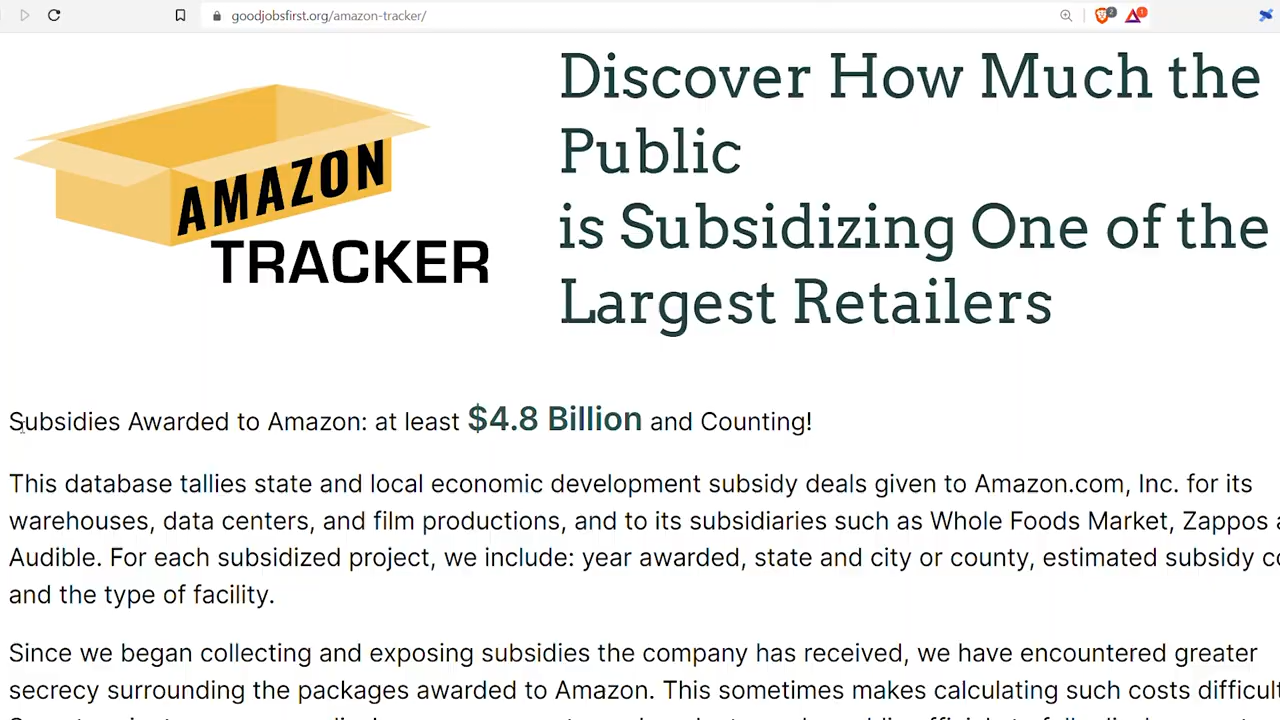 goodjobsfirst.org/amazon-tracker/
2
1
AMAZON
TRACKER
Discover How Much the
Public
is Subsidizing One of the
Largest Retailers
Subsidies Awarded to Amazon: at least $4.8 Billion and Counting!
This database tallies state and local economic development subsidy deals given to Amazon.com, Inc. for its
warehouses, data centers, and film productions, and to its subsidiaries such as Whole Foods Market, Zappos
Audible. For each subsidized project, we include: year awarded, state and city or county, estimated subsidy
and the type of facility.
Since we began collecting and exposing subsidies the company has received, we have encountered greater
secrecy surrounding the packages awarded to Amazon. This sometimes makes calculating such costs difficult